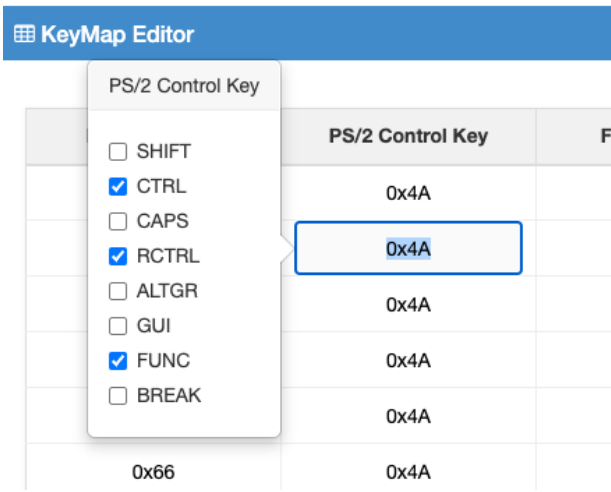 KeyMap Editor
PS/2 Control Key
SHIFT
CTRL
CAPS
RCTRL
ALTGR
GUI
FUNC
BREAK
PS/2 Control Key F
0x4A
0x4A
0x4A
0x4A
0x4A
0x66 0x4A